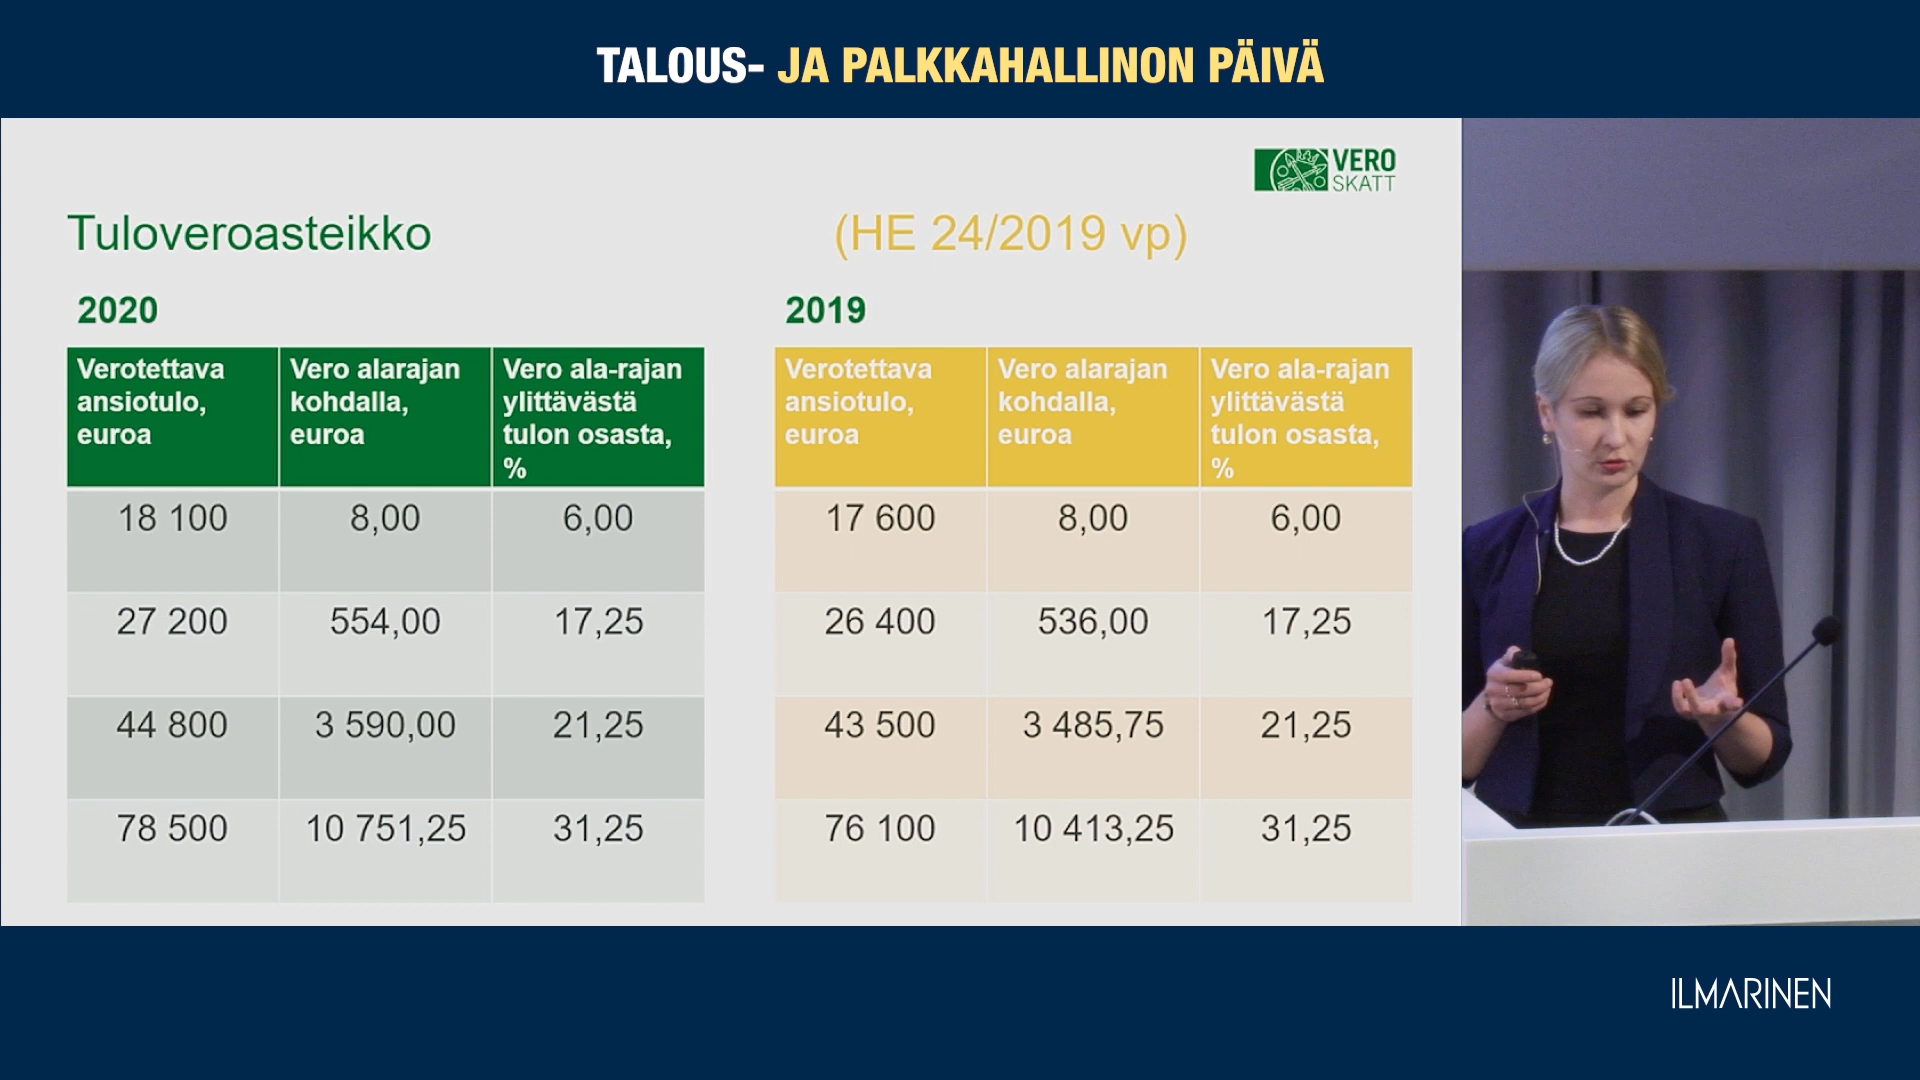 TALOUS- JA PALKKAHALLINON PÄIVÄ
VERO
SKATT
Tuloveroasteikko (HE 24/2019 vp)
2020
Verotettava ansiotulo, euroa
Vero alarajan kohdalla, euroa
Vero ala-rajan ylittävästä tulon osasta, %
18 100 8,00 6,00
27 200 554,00 17,25
44 800 3 590,00 21,25
78 500 10 751,25 31,25
2019
Verotettava ansiotulo, euroa
Vero alarajan kohdalla, euroa
Vero ala-rajan ylittävästä tulon osasta, %
17 600 8,00 6,00
26 400 536,00 17,25
43 500 3 485,75 21,25
76 100 10 413,25 31,25
ILMARINEN